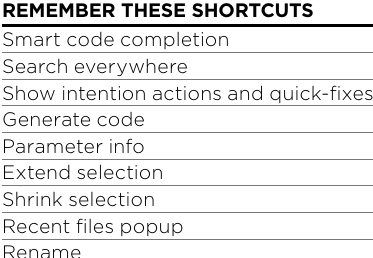 REMEMBER THESE SHORTCUTS
Smart code completion
Search everywhere
Show intention actions and quick-fixes
Generate code
Parameter info
Extend selection
Shrink selection
Recent files popup
Rename